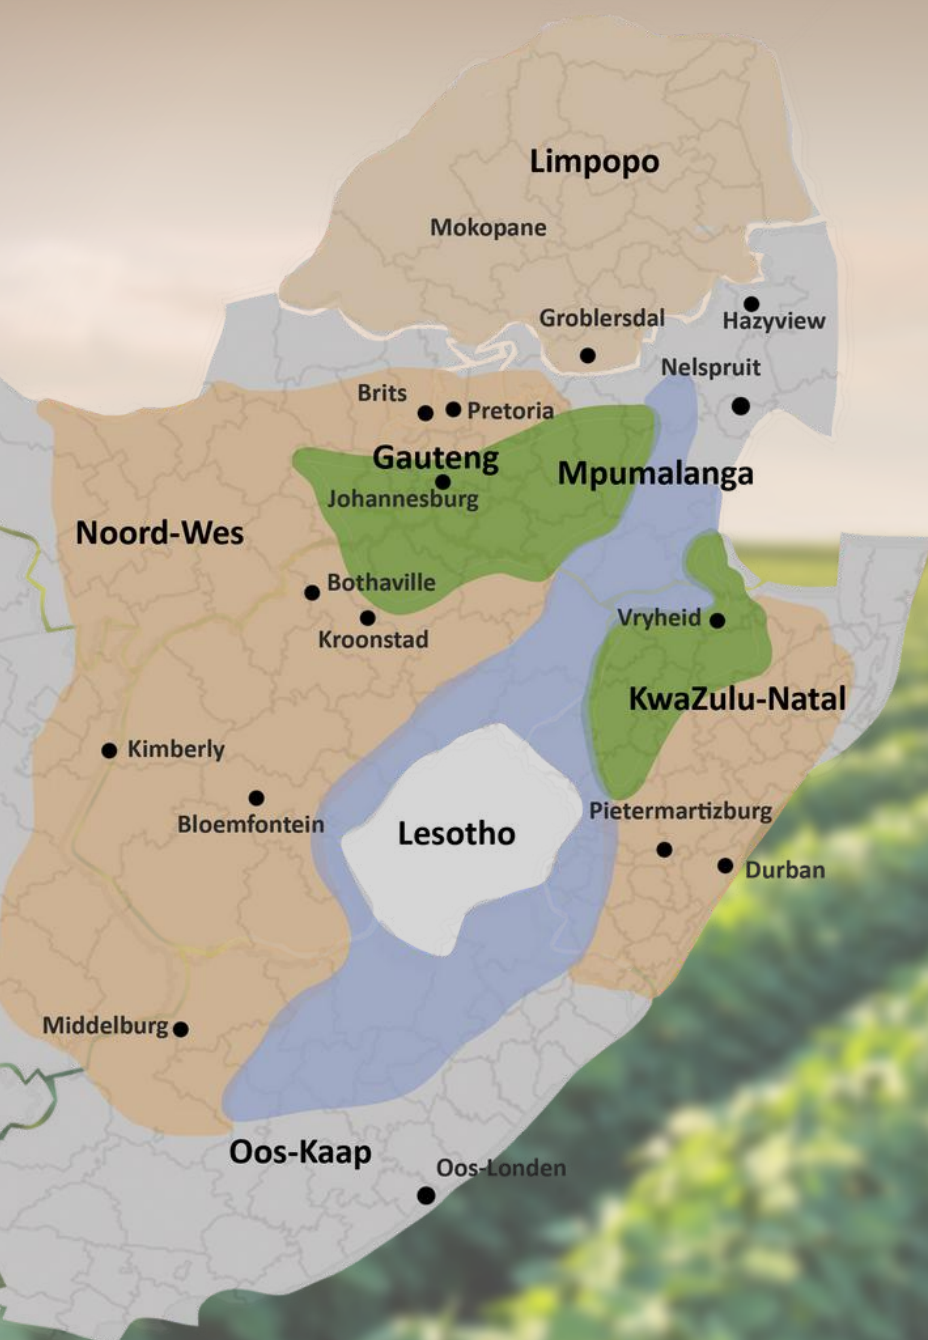 Limpopo
Mokopane
Groblersdal
Hazyview
Nelspruit
Brits
Pretoria
Gauteng
Mpumalanga
Johannesburg
Noord-Wes
Bothaville
Vryheid
Kroonstad
KwaZulu-Natal
Kimberly
Pietermartizburg
Bloemfontein
Lesotho
Durban
Middelburg
Oos-Kaap
Oos-Londen